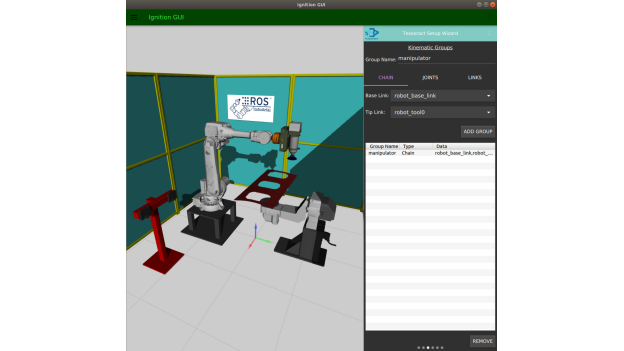 Ignition GUI
Ignition GUI
Tesseract Setup Wizard
Kinematic Groups
Group Name: manipulator
CHAIN JOINTS LINKS
Base Link: robot_base_link
Tip Link: robot_tool0
ADD GROUP
Group Name Type Data
manipulator Chain robot_base_link,robot_...
REMOVE
ROS
Industrial